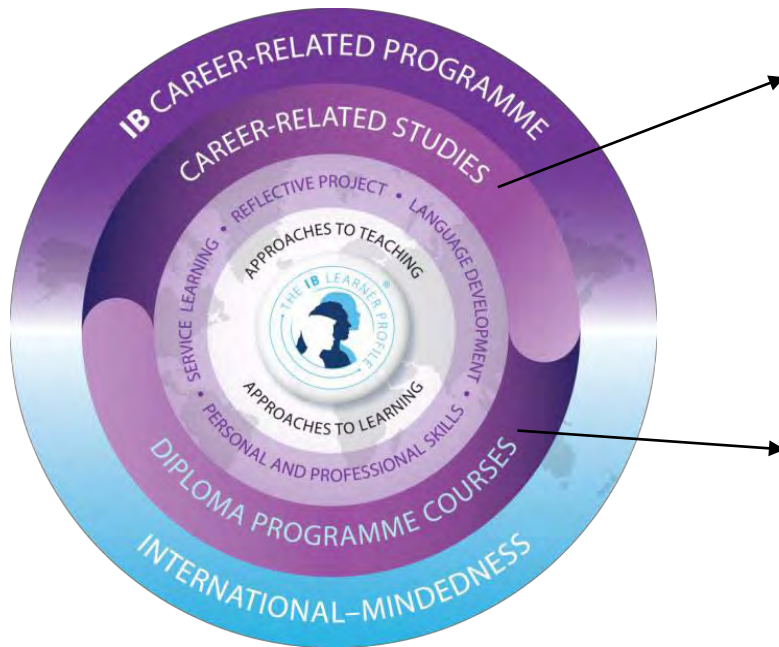 IB CAREER-RELATED PROGRAMME
CAREER-RELATED STUDIES
SERVICE LEARNING • REFLECTIVE PROJECT • LANGUAGE DEVELOPMENT •
APPROACHES TO TEACHING
• THE IB LEARNER PROFILE • ®
APPROACHES TO LEARNING
• PERSONAL AND PROFESSIONAL SKILLS
DIPLOMA PROGRAMME COURSES
INTERNATIONAL–MINDEDNESS